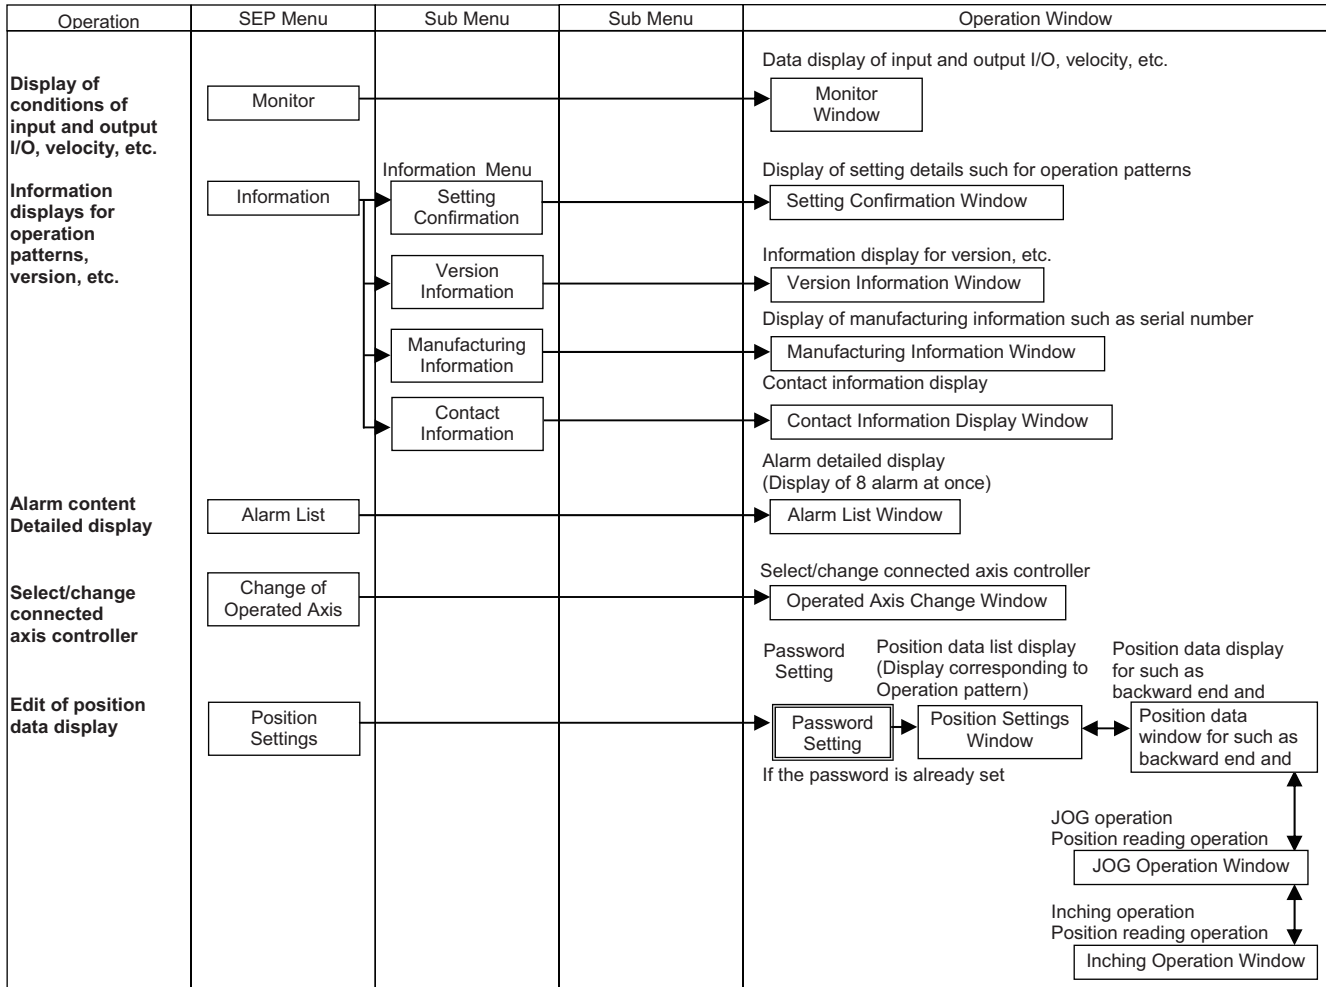 Operation
SEP Menu
Sub Menu
Sub Menu
Operation Window
Display of
conditions of
input and output
I/O, velocity, etc.
Monitor
Data display of input and output I/O, velocity, etc.
Monitor
Window
Information
displays for
operation
patterns,
version, etc.
Information
Information Menu
Setting
Confirmation
Display of setting details such for operation patterns
Setting Confirmation Window
Version
Information
Information display for version, etc.
Version Information Window
Manufacturing
Information
Display of manufacturing information such as serial number
Manufacturing Information Window
Contact
Information
Contact information display
Contact Information Display Window
Alarm content
Detailed display
Alarm List
Alarm detailed display
(Display of 8 alarm at once)
Alarm List Window
Select/change
connected
axis controller
Change of
Operated Axis
Select/change connected axis controller
Operated Axis Change Window
Edit of position
data display
Position
Settings
Password
Setting
Password
Setting
If the password is already set
Position data list display
(Display corresponding to
Operation pattern)
Position Settings
Window
Position data display
for such as
backward end and
Position data
window for such as
backward end and
JOG operation
Position reading operation
JOG Operation Window
Inching operation
Position reading operation
Inching Operation Window